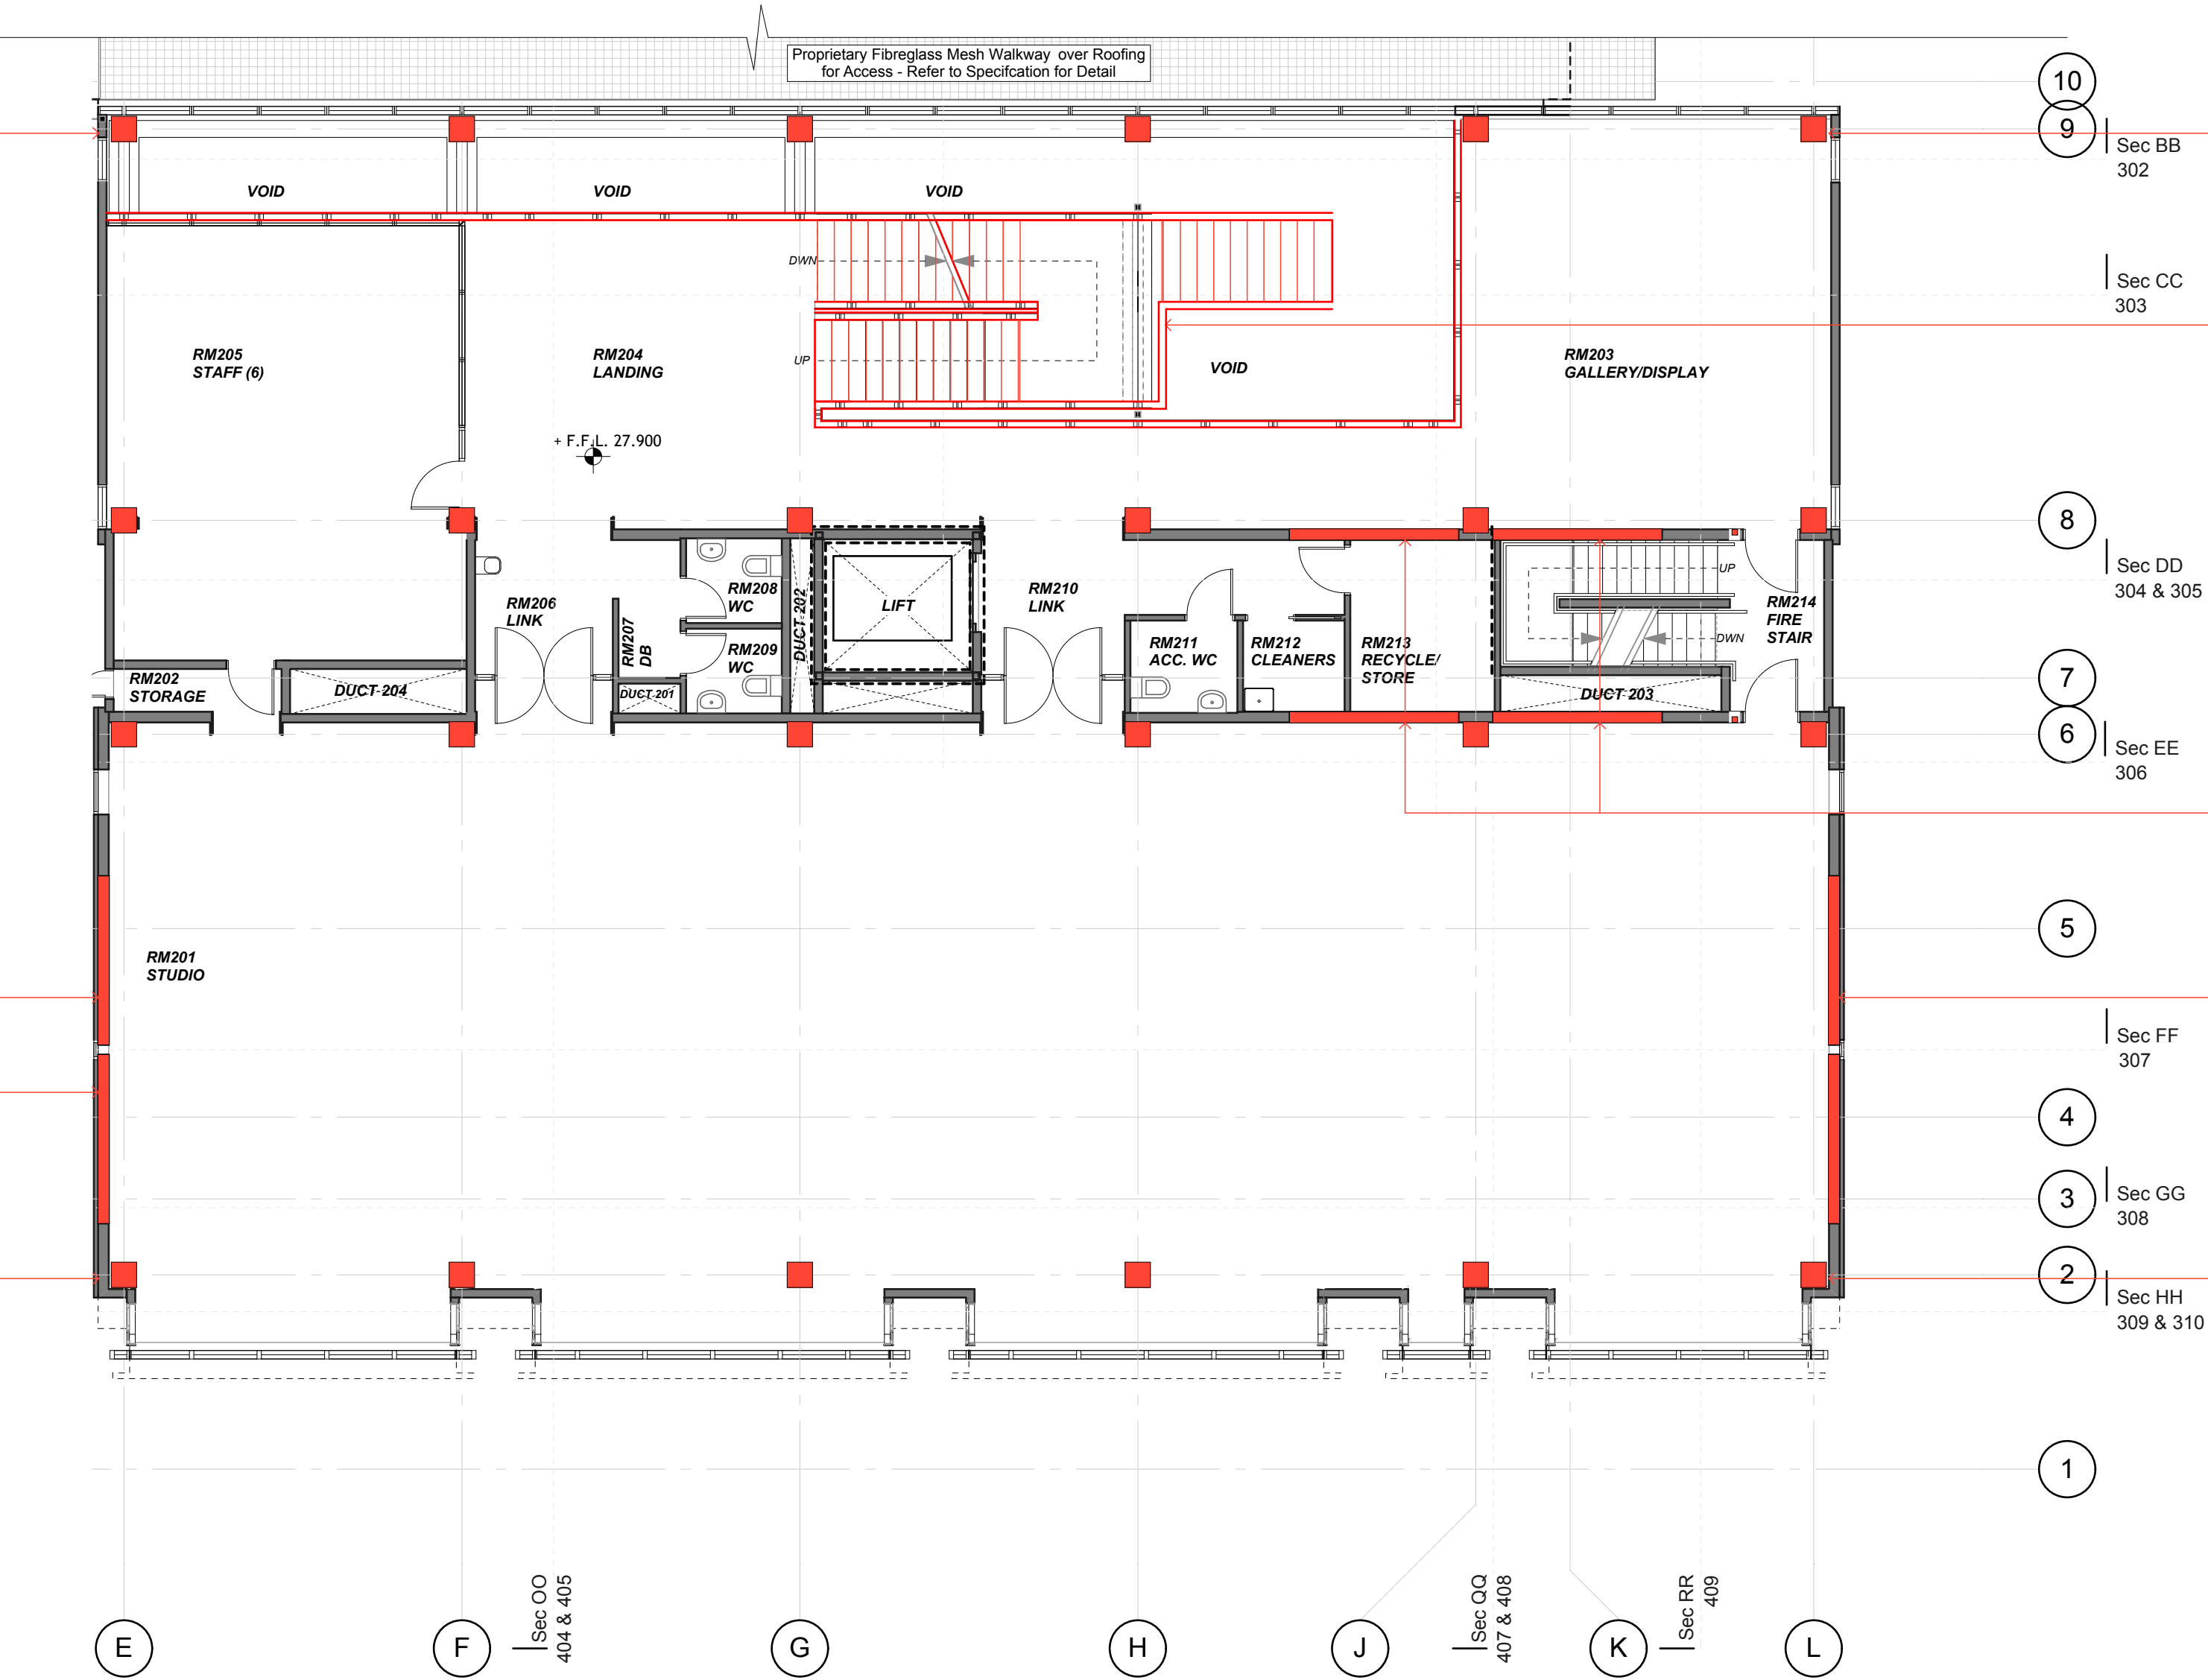 Proprietary Fibreglass Mesh Walkway over Roofing
for Access - Refer to Specifcation for Detail
10
9
Sec BB
302
VOID
VOID
VOID
DWN
Sec CC
303
RM205
STAFF (6)
RM204
LANDING
UP
VOID
RM203
GALLERY/DISPLAY
+ F.F.L. 27.900
8
Sec DD
304 & 305
UP
RM206
LINK
RM207
DB
RM208
WC
DUCT 202
LIFT
RM210
LINK
RM214
FIRE
STAIR
DWN
RM209
WC
RM211
ACC. WC
RM212
CLEANERS
RM213
RECYCLE/
STORE
RM202
STORAGE
DUCT 204
DUCT 201
DUCT 203
7
6
Sec EE
306
5
RM201
STUDIO
Sec FF
307
4
3
Sec GG
308
2
Sec HH
309 & 310
1
E
F
Sec OO
404 & 405
G
H
J
Sec QQ
407 & 408
K
Sec RR
409
L